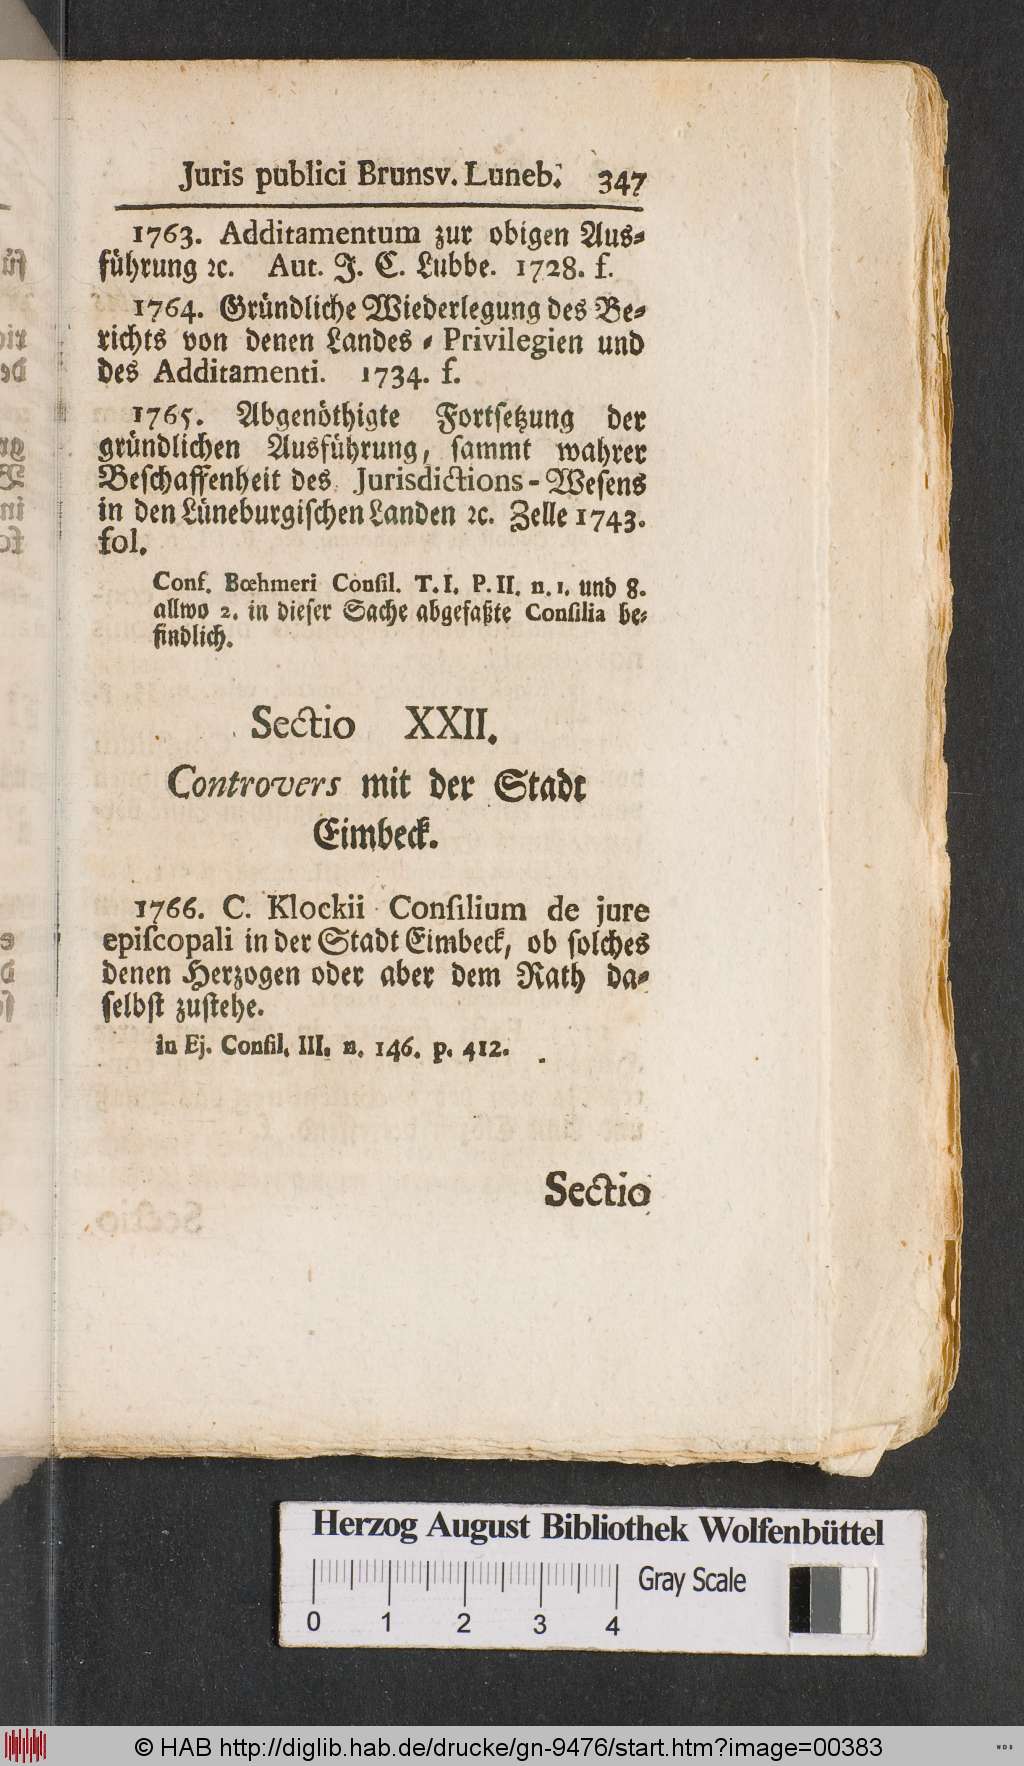 Juris publici Brunsv. Luneb. 347
1763. Additamentum zur obigen Aus⸗
führung ꝛc. Aut. J. C. Lubbe. 1728. f.
1764. Gründliche Wiederlegung des Be⸗
richts von denen Landes⸗Privilegien und
des Additamenti. 1734. f.
1765. Abgenöthigte Fortsetzung der
gründlichen Ausführung, sammt wahrer
Beschaffenheit des Jurisdictions-Wesens
in den Lüneburgischen Landen ꝛc. Zelle 1743.
fol.
Conf. Bœhmeri Conſil. T. I. P. II. n. 1. und 8.
allwo 2. in dieser Sache abgefaßte Conſilia be⸗
findlich.
Sectio XXII.
Controvers mit der Stadt
Eimbeck.
1766. C. Klockii Conſilium de jure
epiſcopali in der Stadt Eimbeck, ob solches
denen Herzogen oder aber dem Rath da⸗
selbst zustehe.
in Ej. Conſil. III. n. 146. p. 412.
Sectio
Herzog August Bibliothek Wolfenbüttel
Gray Scale
0 1 2 3 4
© HAB http://diglib.hab.de/drucke/gn-9476/start.htm?image=00383